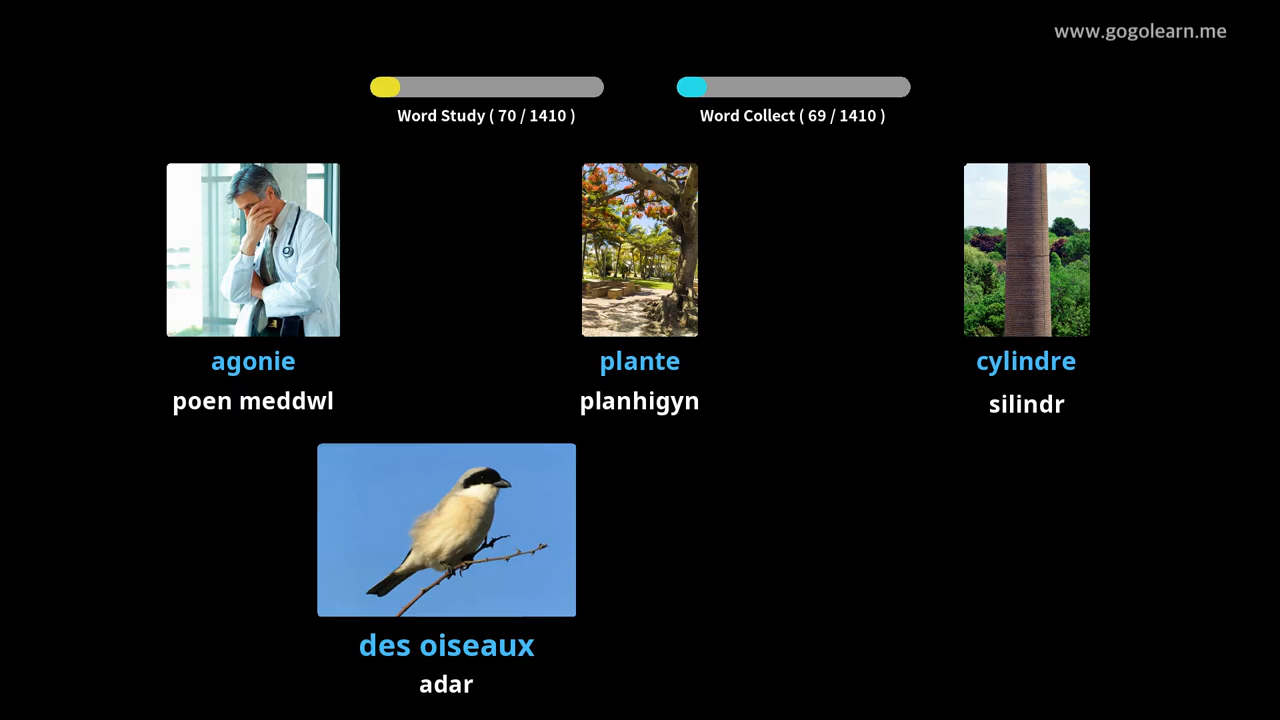 www.gogolearn.me
Word Study ( 70 / 1410 )
Word Collect ( 69 / 1410 )
agonie
poen meddwl
plante
planhigyn
cylindre
silindr
des oiseaux
adar